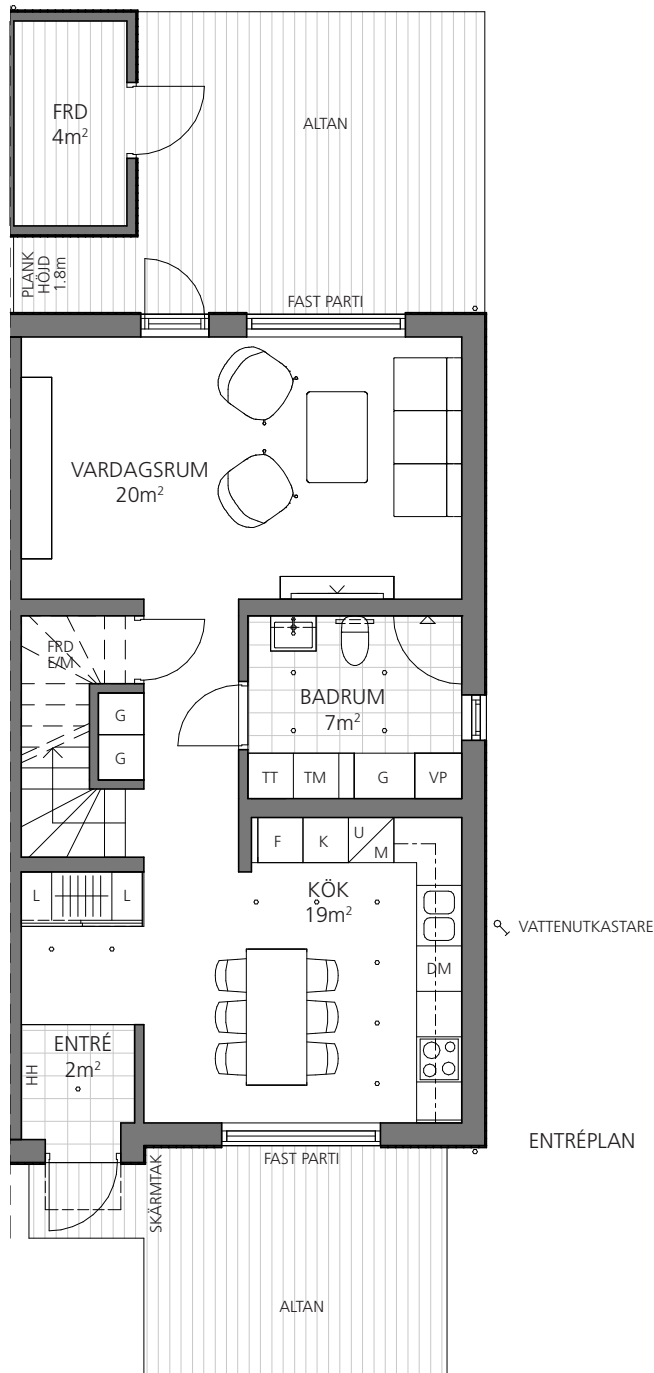 FRD
4m²
ALTAN
PLANK
HÖJD
1.8m
FAST PARTI
VARDAGSRUM
20m²
FRD
E/M
G
G
BADRUM
7m²
TT
TM
G
VP
F
K
U
M
KÖK
19m²
L
L
VATTENUTKASTARE
DM
ENTRÉ
2m²
HH
ENTRÉPLAN
FAST PARTI
SKÄRMTAK
ALTAN